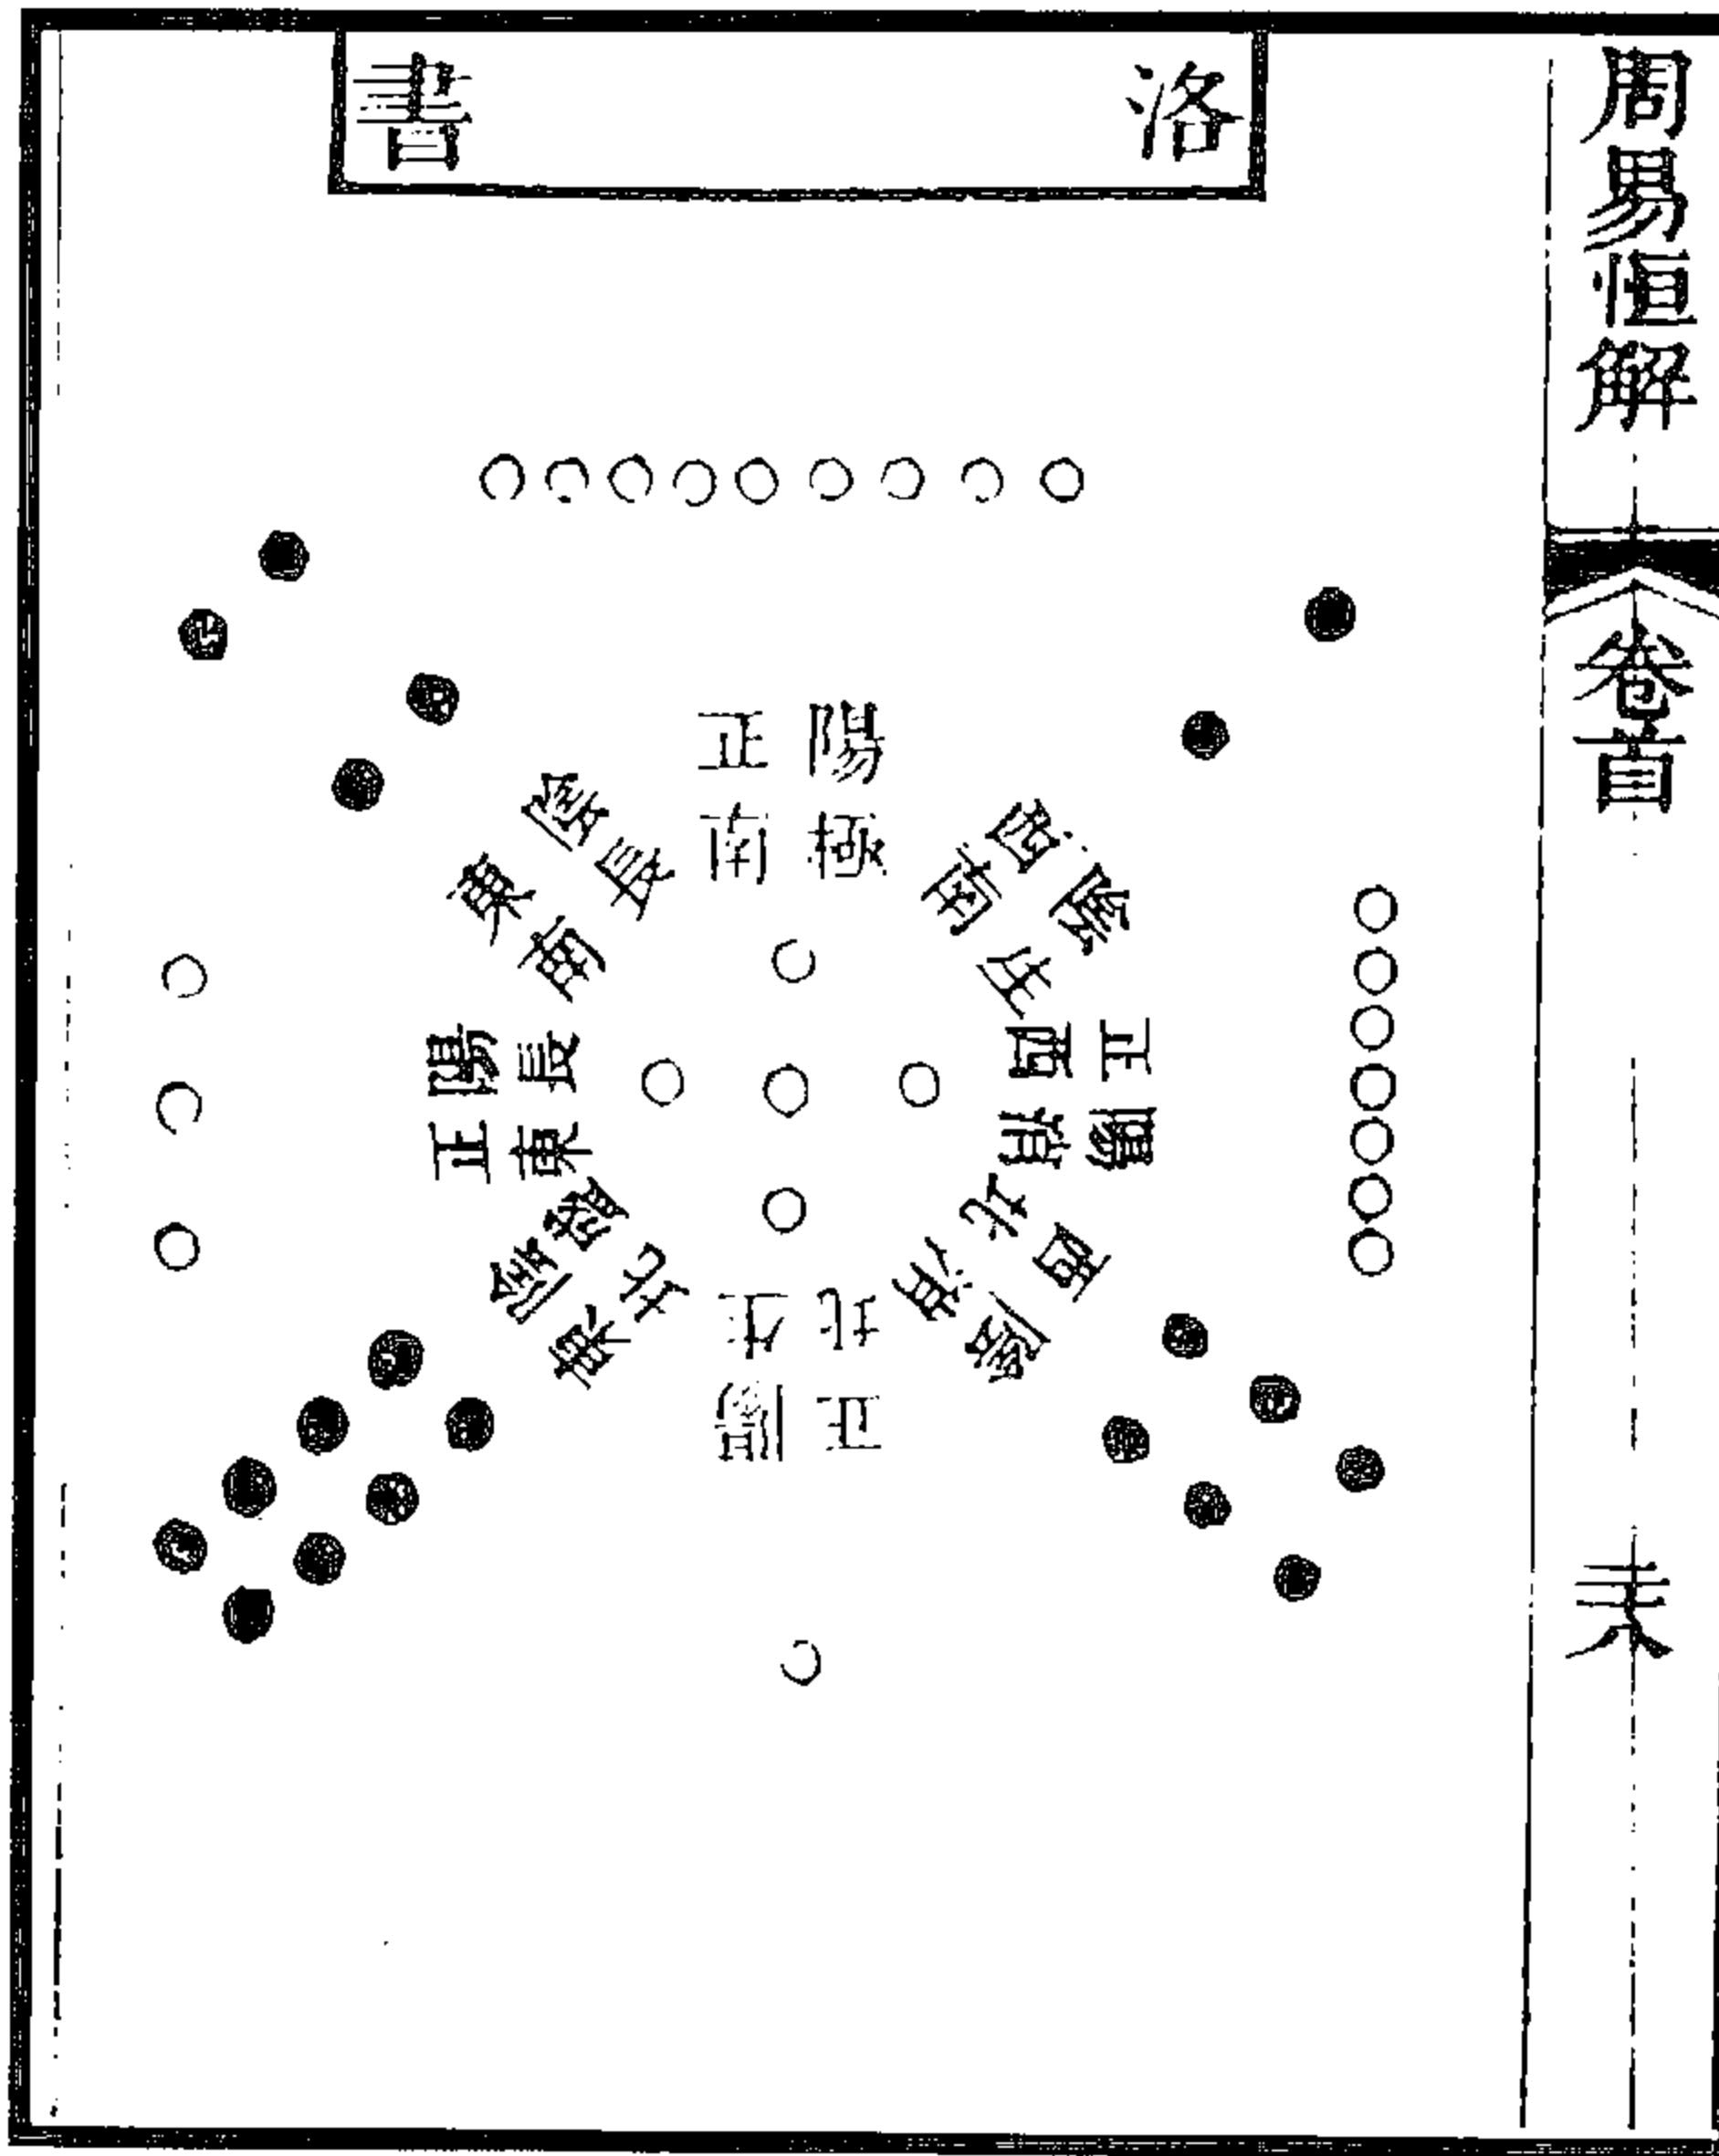 周易恒解
卷首
洛書
正南
陽極
西南
陰生
正西
陽消
西北
陰消
正北
陽生
東北
陰極
正東
陽長
東南
陰長